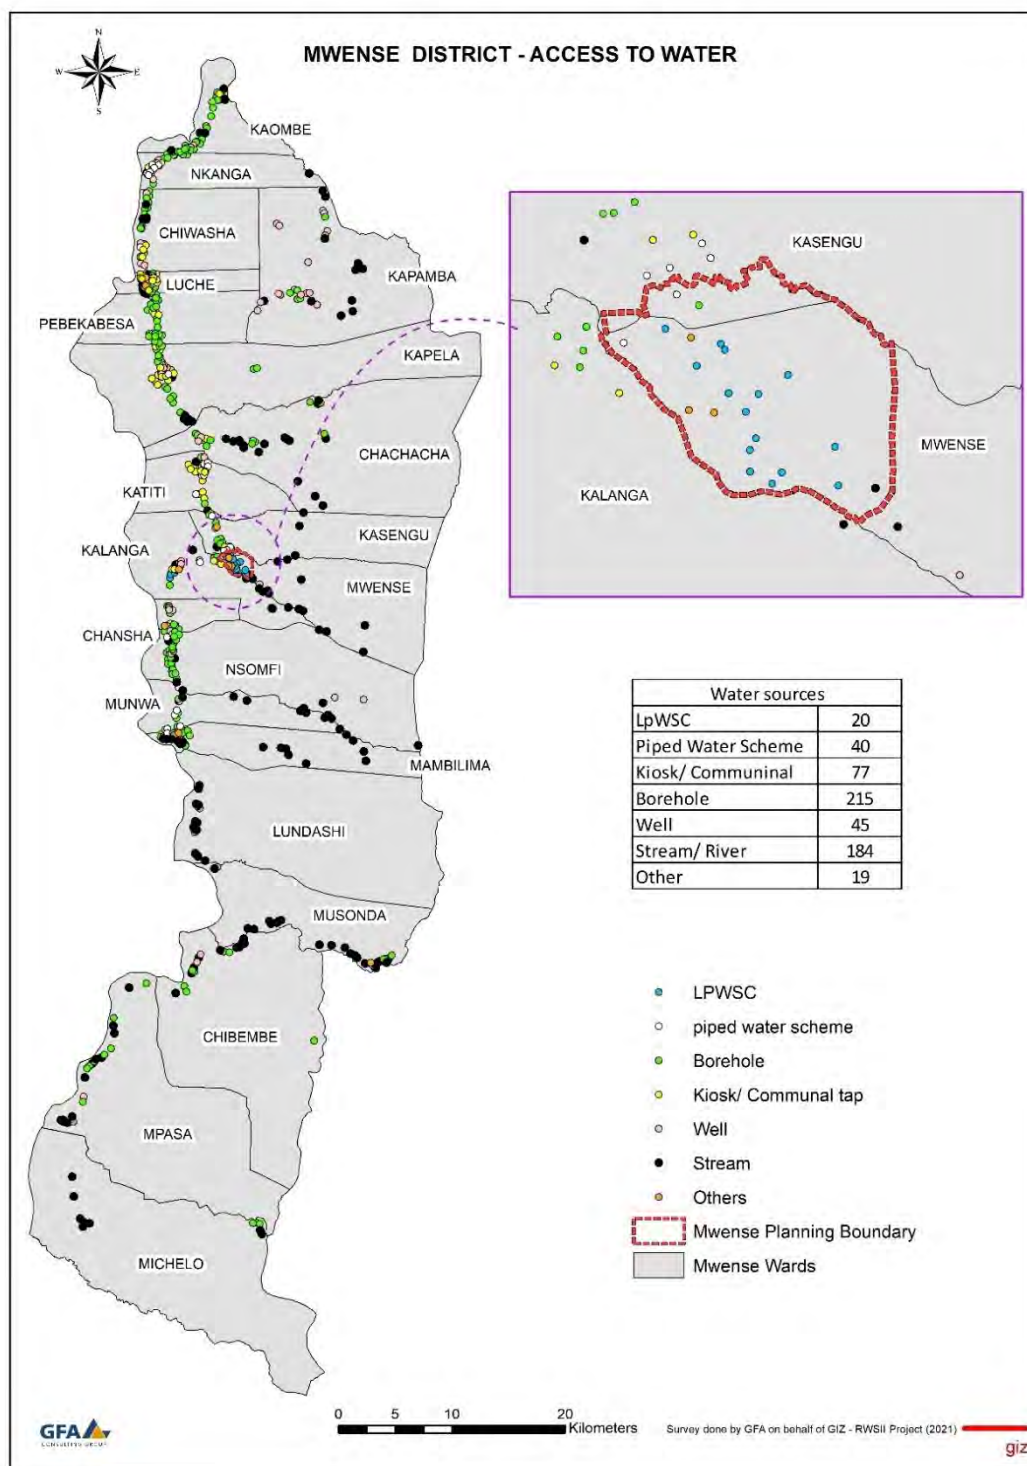 MWENSE DISTRICT - ACCESS TO WATER
N
W E
S
KAOMBE
NKANGA
CHIWASHA
LUCHE
KAPAMBA
PEBEKABESA
KAPELA
CHACHACHA
KATITI
KASENGU
KALANGA
MWENSE
CHANSHA
NSOMFI
MUNWA
MAMBILIMA
LUNDASHI
MUSONDA
CHIBEMBE
MPASA
MICHELO
KASENGU
MWENSE
KALANGA
Water sources
LpWSC 20
Piped Water Scheme 40
Kiosk/ Communinal 77
Borehole 215
Well 45
Stream/ River 184
Other 19
LPWSC
piped water scheme
Borehole
Kiosk/ Communal tap
Well
Stream
Others
Mwense Planning Boundary
Mwense Wards
GFA
CONSULTING GROUP
0 5 10 20
Kilometers
Survey done by GFA on behalf of GIZ - RWSII Project (2021)
giz